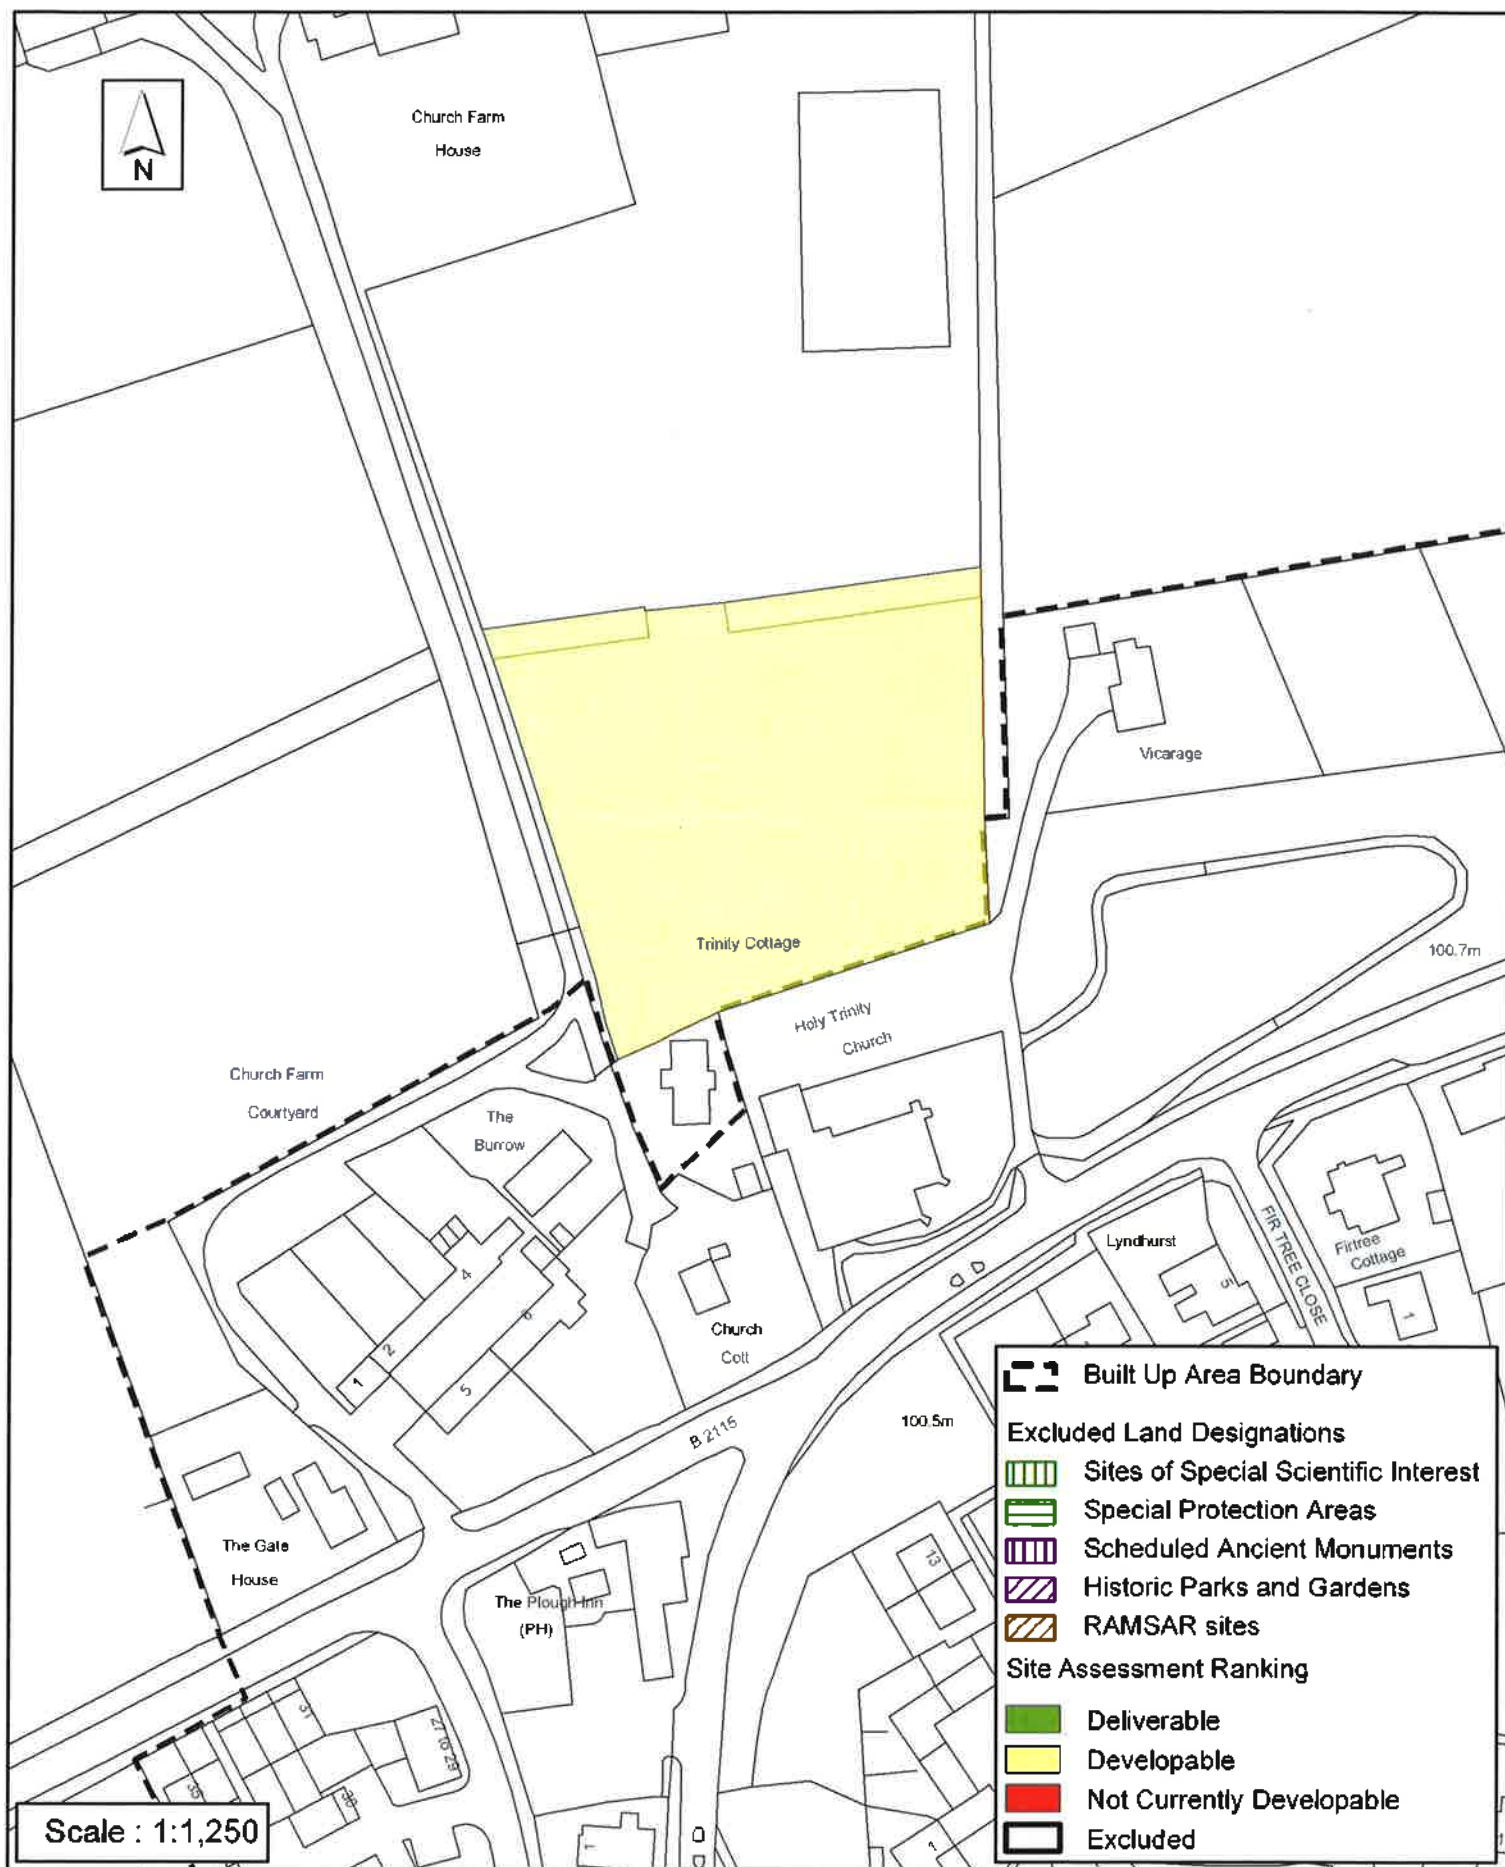 N
Church Farm
House
Vicarage
Trinity Cottage
100.7m
Holy Trinity
Church
Church Farm
Courtyard
The
Burrow
FIR TREE CLOSE
Firtree
Cottage
Lyndhurst
5
1
4
6
2
1
5
Church
Cott
B 2115
100.5m
The Gate
House
13
The Plough Inn
(PH)
31
27 to 29
35
30
1
1
Scale : 1:1,250
Built Up Area Boundary
Excluded Land Designations
Sites of Special Scientific Interest
Special Protection Areas
Scheduled Ancient Monuments
Historic Parks and Gardens
RAMSAR sites
Site Assessment Ranking
Deliverable
Developable
Not Currently Developable
Excluded